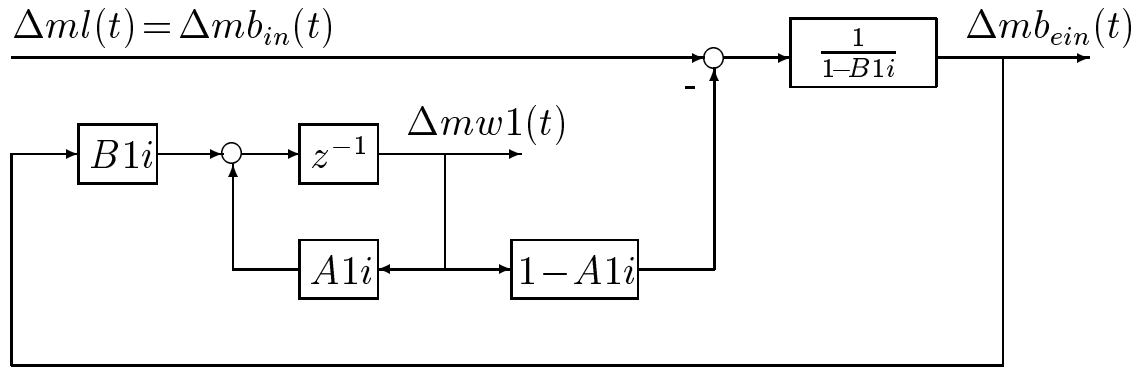 Δml(t) = Δmb_in(t)
1/(1−B1i)
Δmb_ein(t)
-
B1i
z^−1
Δmw1(t)
A1i
1−A1i